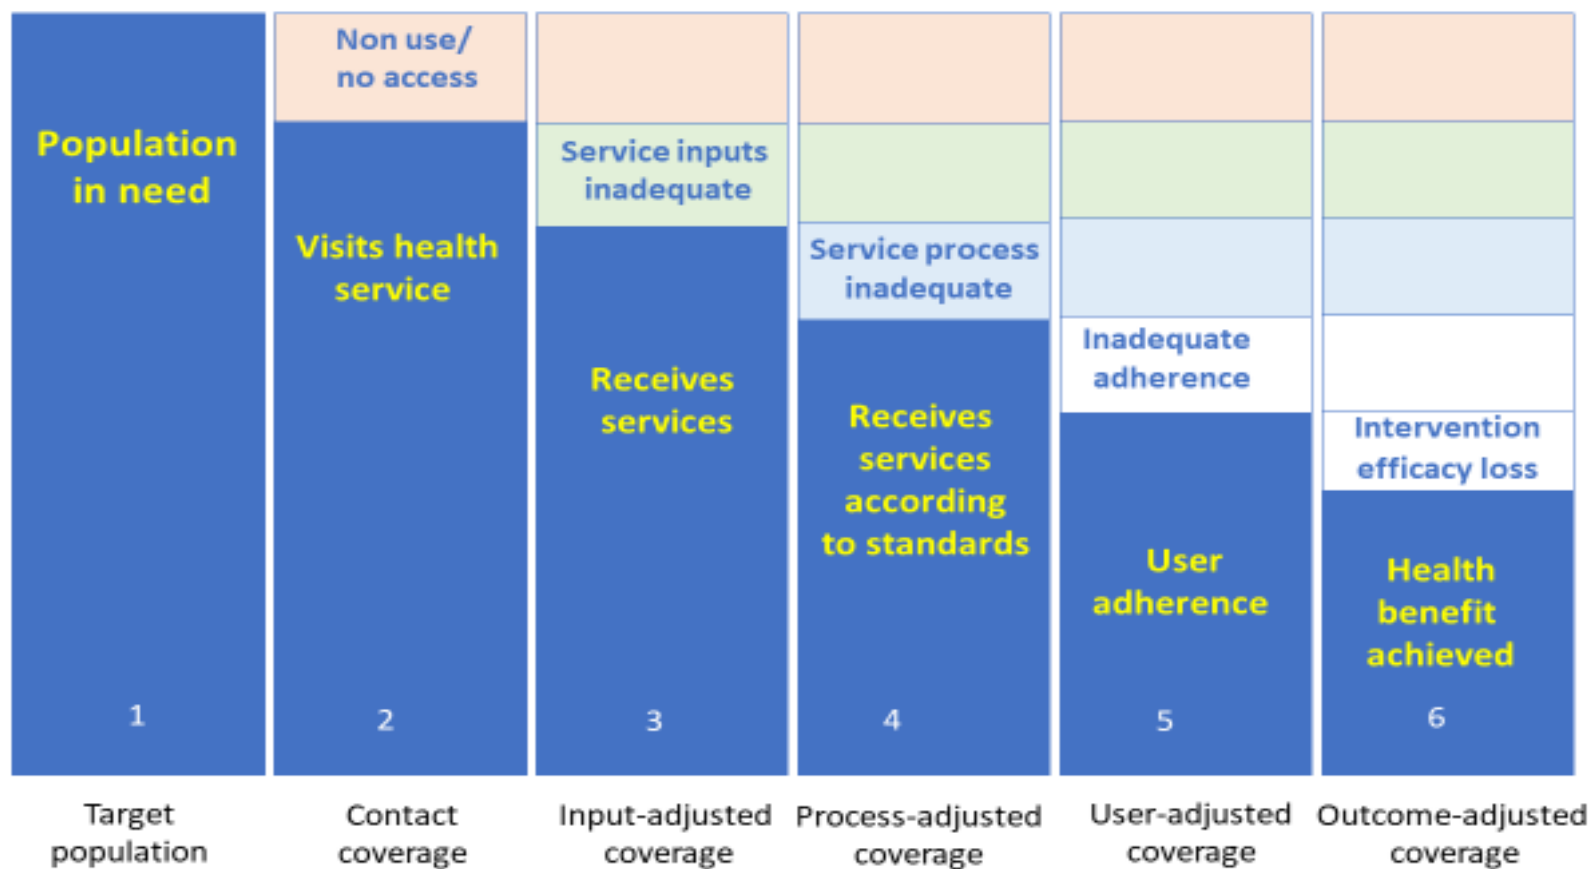 Population
in need
1
Target
population
Non use/
no access
Visits health
service
2
Contact
coverage
Service inputs
inadequate
Receives
services
3
Input-adjusted
coverage
Service process
inadequate
Receives
services
according
to standards
4
Process-adjusted
coverage
Inadequate
adherence
User
adherence
5
User-adjusted
coverage
Intervention
efficacy loss
Health
benefit
achieved
6
Outcome-adjusted
coverage